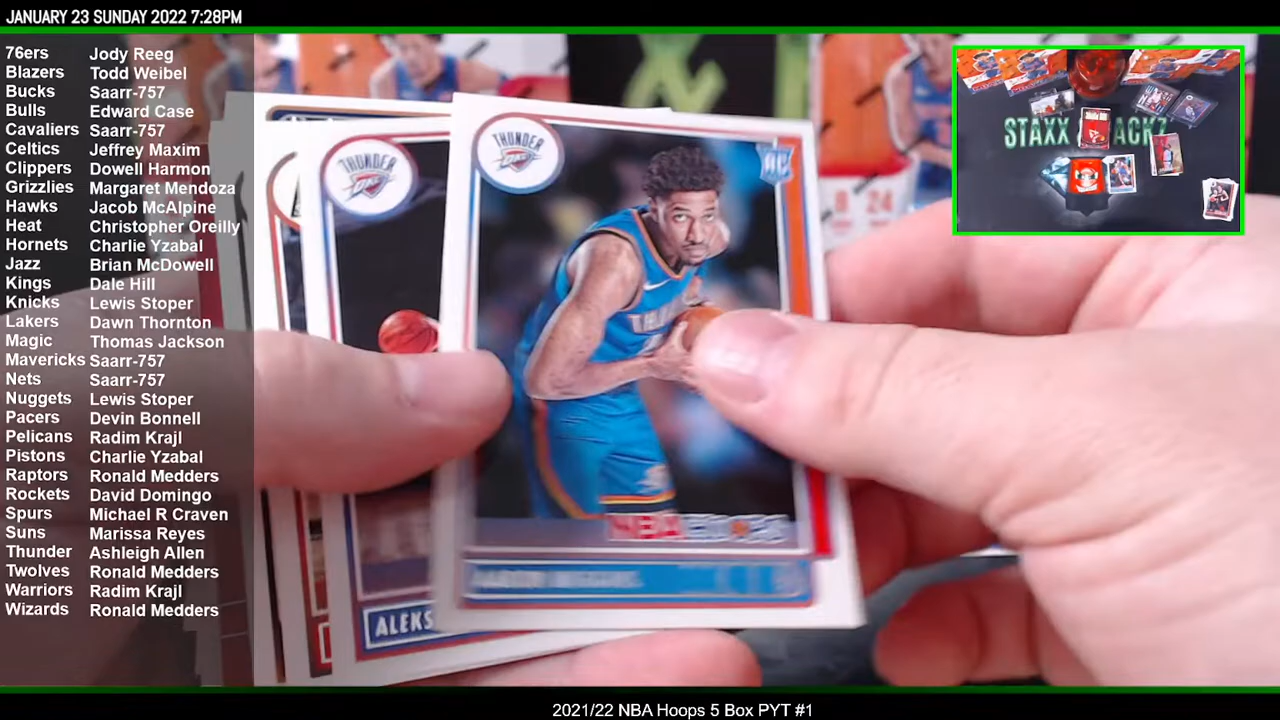 JANUARY 23 SUNDAY 2022 7:28PM
76ers Jody Reeg
Blazers Todd Weibel
Bucks Saarr-757
Bulls Edward Case
Cavaliers Saarr-757
Celtics Jeffrey Maxim
Clippers Dowell Harmon
Grizzlies Margaret Mendoza
Hawks Jacob McAlpine
Heat Christopher Oreilly
Hornets Charlie Yzabal
Jazz Brian McDowell
Kings Dale Hill
Knicks Lewis Stoper
Lakers Dawn Thornton
Magic Thomas Jackson
Mavericks Saarr-757
Nets Saarr-757
Nuggets Lewis Stoper
Pacers Devin Bonnell
Pelicans Radim Krajl
Pistons Charlie Yzabal
Raptors Ronald Medders
Rockets David Domingo
Spurs Michael R Craven
Suns Marissa Reyes
Thunder Ashleigh Allen
Twolves Ronald Medders
Warriors Radim Krajl
Wizards Ronald Medders
THUNDER
THUNDER
RC
NBA HOOPS
ALEKS
8 24
2021/22 NBA Hoops 5 Box PYT #1